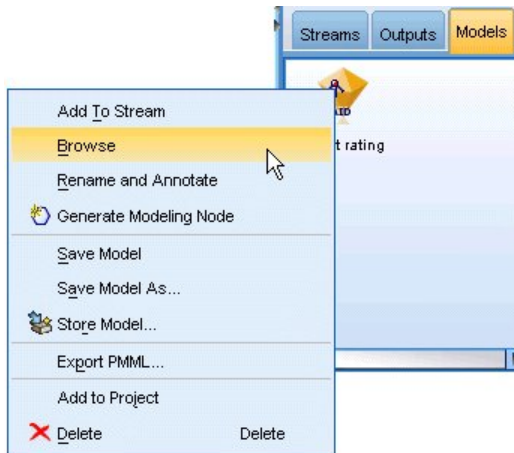 Streams Outputs Models
t rating
Add To Stream
Browse
Rename and Annotate
Generate Modeling Node
Save Model
Save Model As...
Store Model...
Export PMML...
Add to Project
Delete Delete